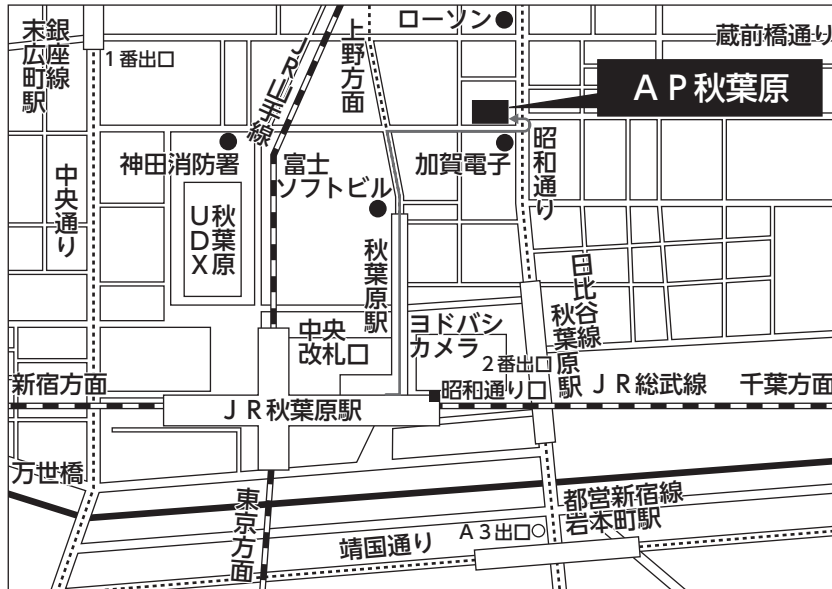 銀座線
末広町駅
1番出口
JR山手線
上野方面
ローソン
蔵前橋通り
AP秋葉原
神田消防署
富士
ソフトビル
加賀電子
昭和通り
中央通り
秋葉原
UDX
秋葉原駅
日比谷線
秋葉原駅
中央
改札口
ヨドバシ
カメラ
2番出口
新宿方面
JR秋葉原駅
昭和通り口
JR総武線
千葉方面
万世橋
東京方面
都営新宿線
岩本町駅
A3出口
靖国通り